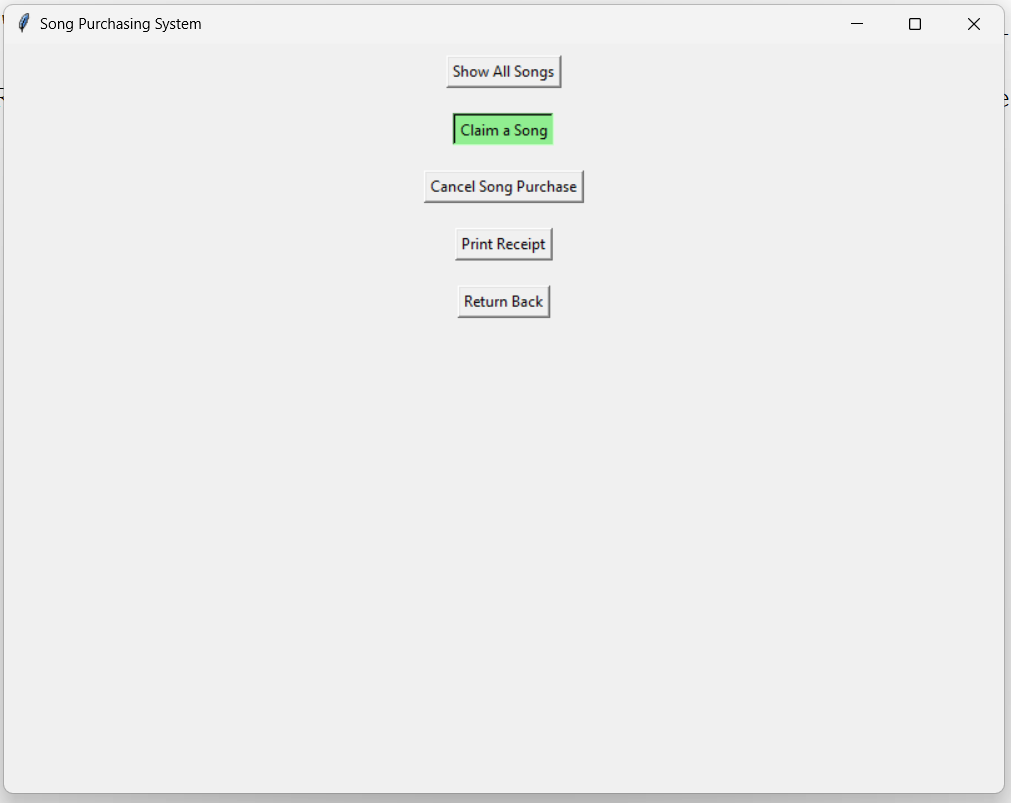 Song Purchasing System
Show All Songs
Claim a Song
Cancel Song Purchase
Print Receipt
Return Back